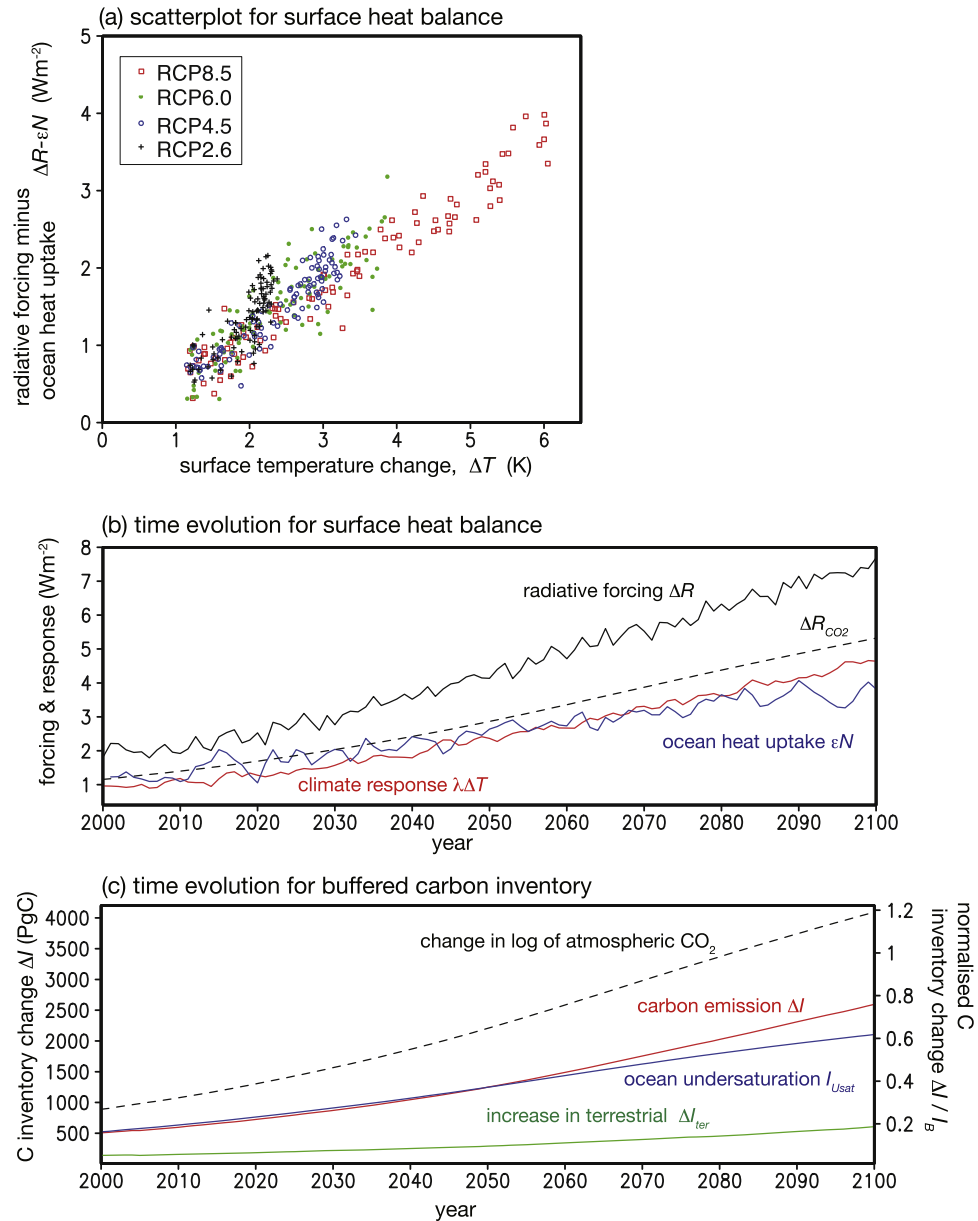 (a) scatterplot for surface heat balance
radiative forcing minus
ocean heat uptake ΔR-εN (Wm⁻²)
5
4
3
2
1
0
RCP8.5
RCP6.0
RCP4.5
RCP2.6
0 1 2 3 4 5 6
surface temperature change, ΔT (K)
(b) time evolution for surface heat balance
forcing & response (Wm⁻²)
8
7
6
5
4
3
2
1
radiative forcing ΔR
ΔR_CO2
ocean heat uptake εN
climate response λΔT
2000 2010 2020 2030 2040 2050 2060 2070 2080 2090 2100
year
(c) time evolution for buffered carbon inventory
C inventory change ΔI (PgC)
4000
3500
3000
2500
2000
1500
1000
500
change in log of atmospheric CO₂
carbon emission ΔI
ocean undersaturation I_Usat
increase in terrestrial ΔI_ter
1.2
1
0.8
0.6
0.4
0.2
normalised C
inventory change ΔI / I_B
2000 2010 2020 2030 2040 2050 2060 2070 2080 2090 2100
year